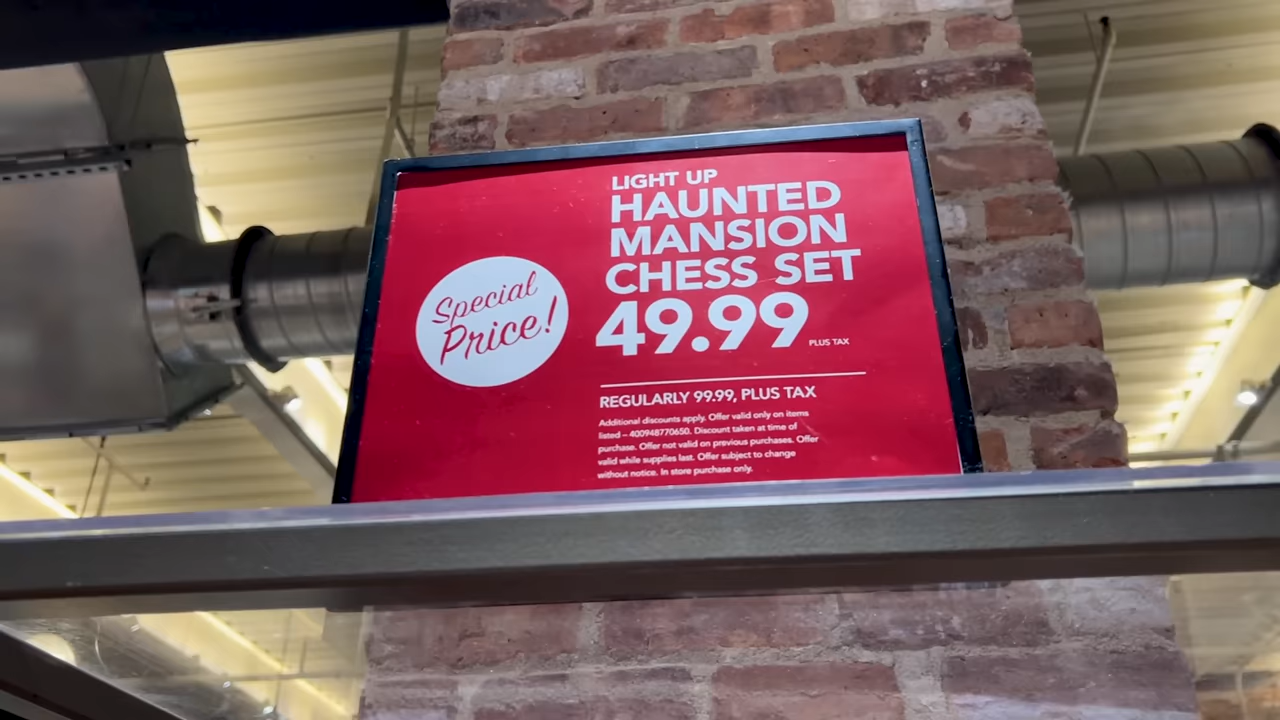 Special
Price!
LIGHT UP
HAUNTED
MANSION
CHESS SET
49.99 PLUS TAX
REGULARLY 99.99, PLUS TAX
Additional discounts apply. Offer valid only on items
listed – 400948770650. Discount taken at time of
purchase. Offer not valid on previous purchases. Offer
valid while supplies last. Offer subject to change
without notice. In store purchase only.